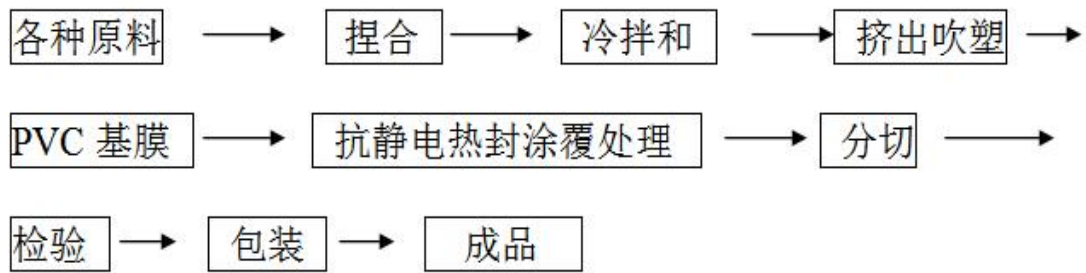 各种原料 捏合 冷拌和 挤出吹塑
PVC 基膜 抗静电热封涂覆处理 分切
检验 包装 成品